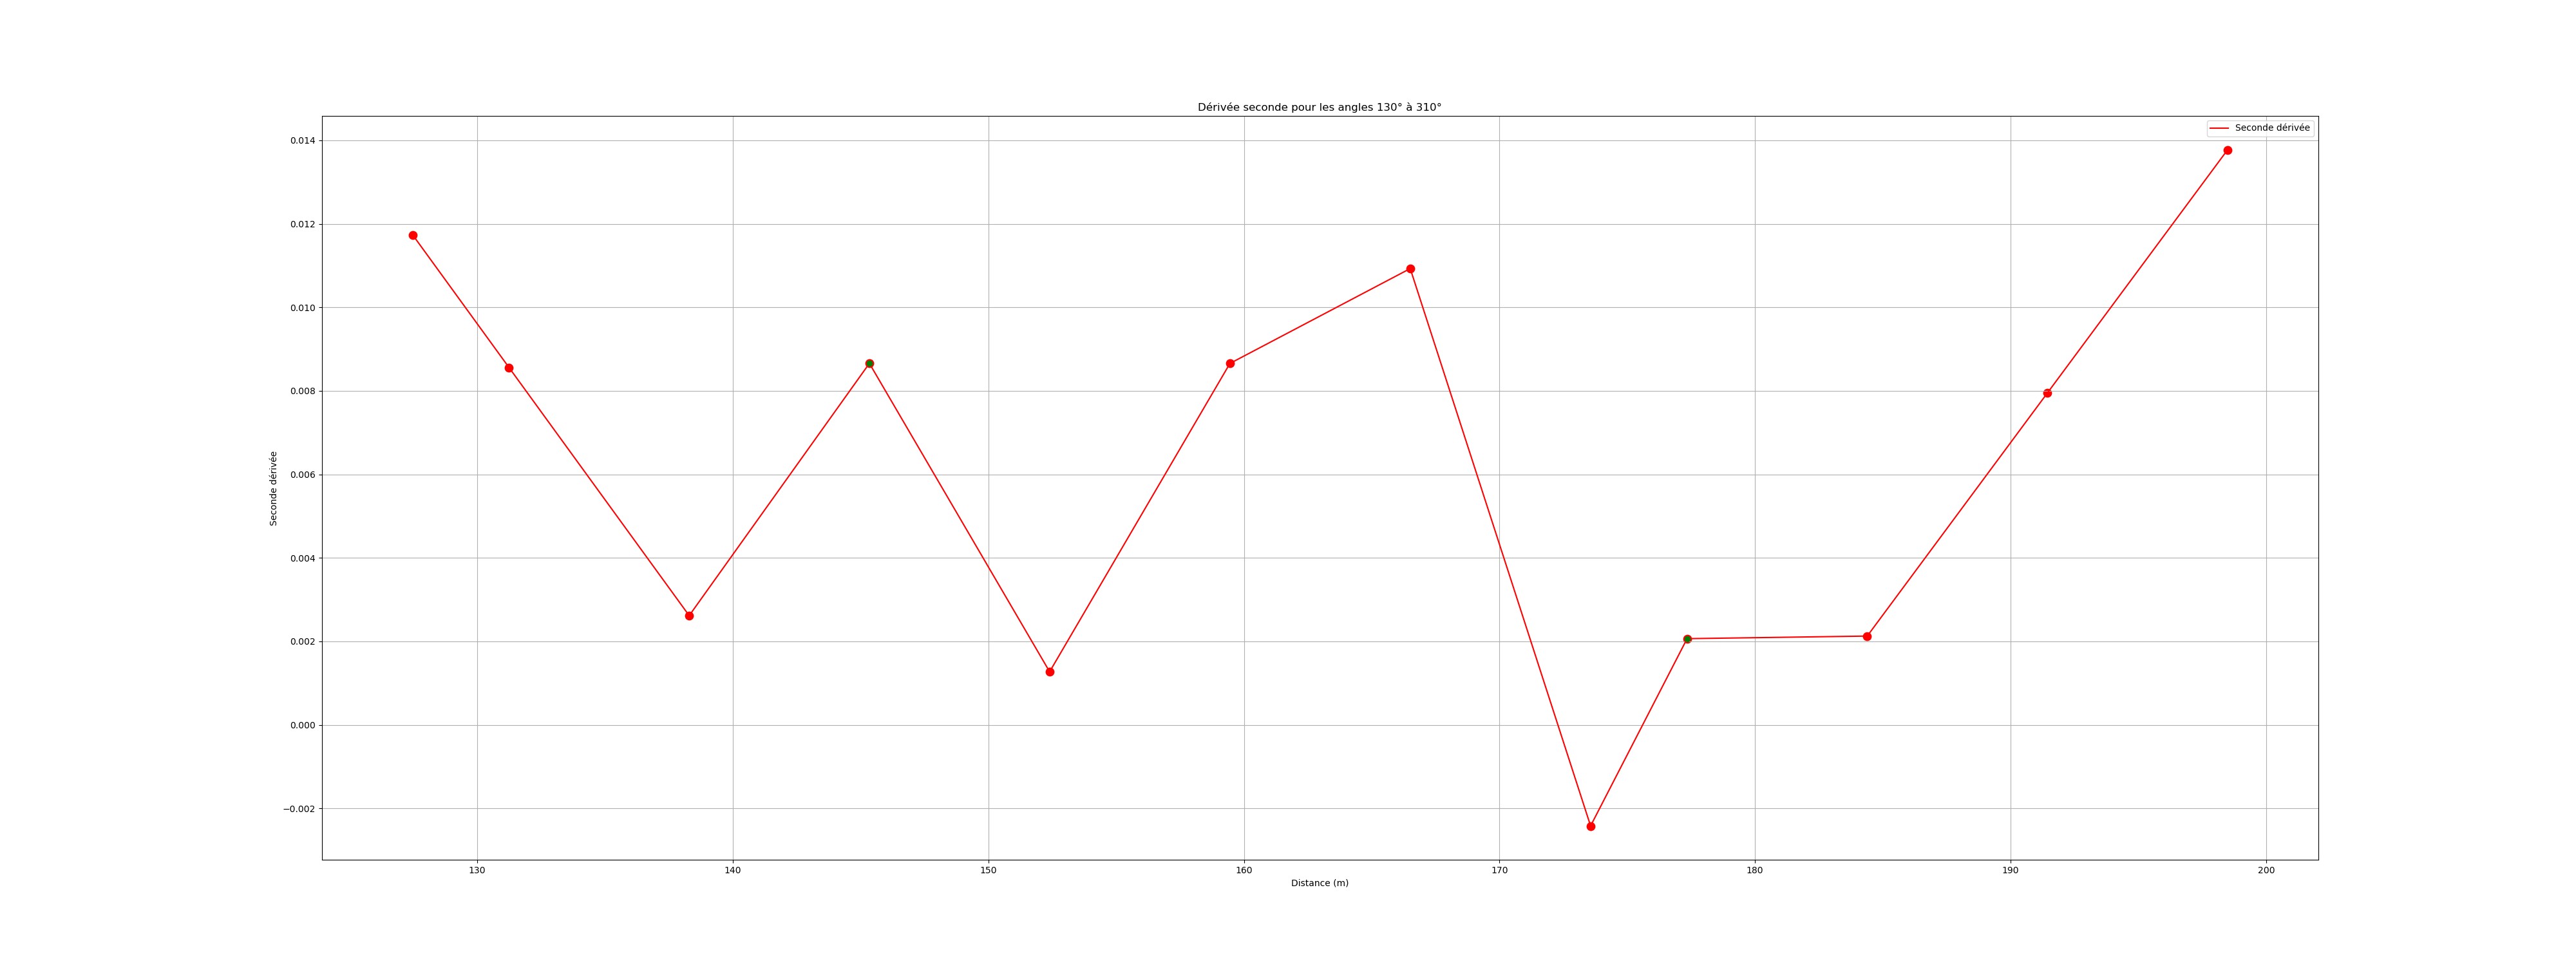 Dérivée seconde pour les angles 130° à 310°
Seconde dérivée
0.014
0.012
0.010
0.008
0.006
0.004
0.002
0.000
−0.002
Seconde dérivée
130 140 150 160 170 180 190 200
Distance (m)